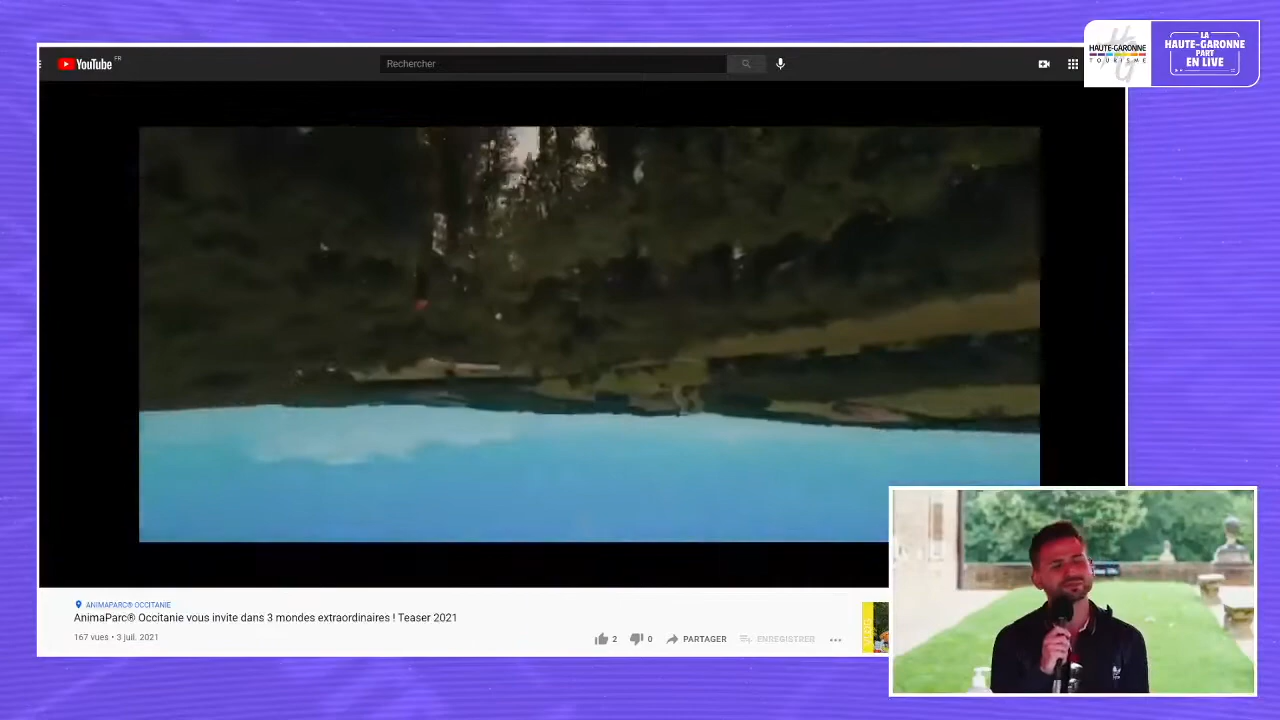 YouTube FR
Rechercher
HAUTE-GARONNE
TOURISME
LA
HAUTE-GARONNE
PART
EN LIVE
ANIMAPARC® OCCITANIE
AnimaParc® Occitanie vous invite dans 3 mondes extraordinaires ! Teaser 2021
167 vues • 3 juil. 2021
2
0
PARTAGER
ENREGISTRER